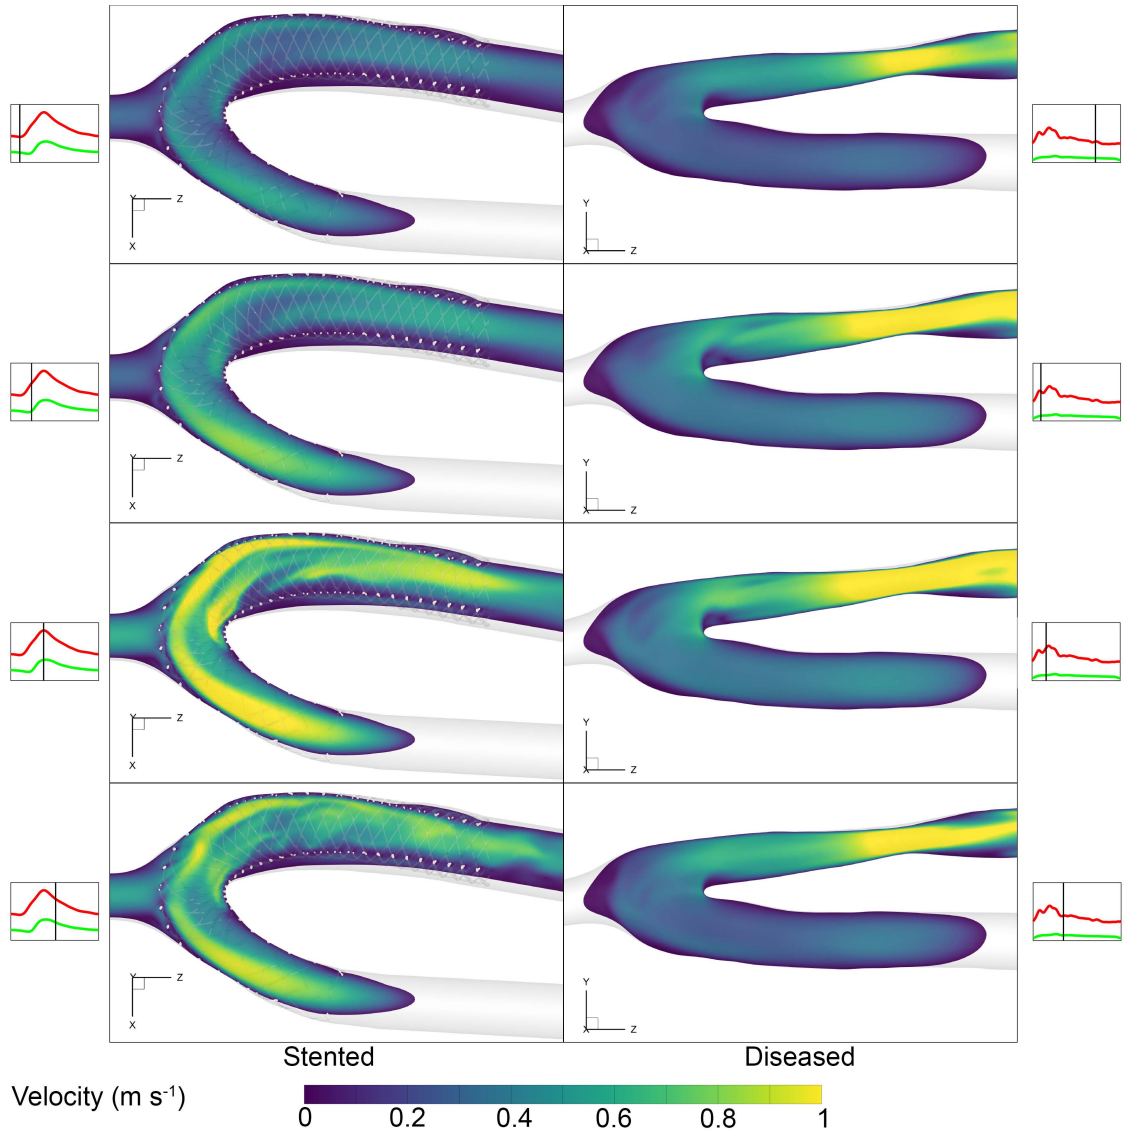 Y Z
X
Y
X Z
Y Z
X
Y
X Z
Y Z
X
Y
X Z
Y Z
X
Y
X Z
Stented Diseased
Velocity (m s-1)
0 0.2 0.4 0.6 0.8 1